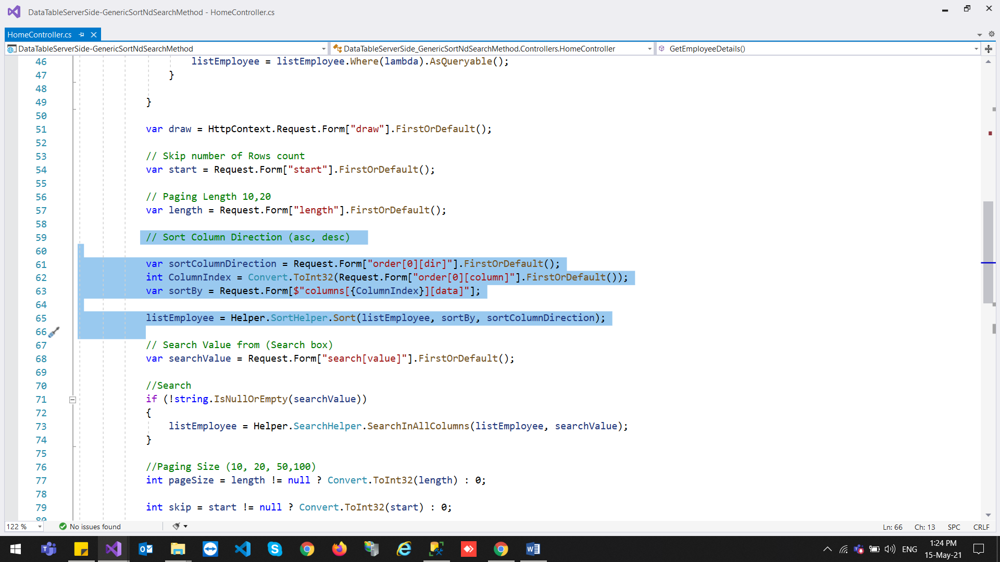 DataTableServerSide-GenericSortNdSearchMethod - HomeController.cs
HomeController.cs
DataTableServerSide-GenericSortNdSearchMethod
DataTableServerSide_GenericSortNdSearchMethod.Controllers.HomeController
GetEmployeeDetails()
46 listEmployee = listEmployee.Where(lambda).AsQueryable();
47 }
48
49 }
50
51 var draw = HttpContext.Request.Form["draw"].FirstOrDefault();
52
53 // Skip number of Rows count
54 var start = Request.Form["start"].FirstOrDefault();
55
56 // Paging Length 10,20
57 var length = Request.Form["length"].FirstOrDefault();
58
59 // Sort Column Direction (asc, desc)
60
61 var sortColumnDirection = Request.Form["order[0][dir]"].FirstOrDefault();
62 int ColumnIndex = Convert.ToInt32(Request.Form["order[0][column]"].FirstOrDefault());
63 var sortBy = Request.Form[$"columns[{ColumnIndex}][data]"];
64
65 listEmployee = Helper.SortHelper.Sort(listEmployee, sortBy, sortColumnDirection);
66
67 // Search Value from (Search box)
68 var searchValue = Request.Form["search[value]"].FirstOrDefault();
69
70 //Search
71 if (!string.IsNullOrEmpty(searchValue))
72 {
73 listEmployee = Helper.SearchHelper.SearchInAllColumns(listEmployee, searchValue);
74 }
75
76 //Paging Size (10, 20, 50,100)
77 int pageSize = length != null ? Convert.ToInt32(length) : 0;
78
79 int skip = start != null ? Convert.ToInt32(start) : 0;
80
122 %
No issues found
Ln: 66 Ch: 13 SPC CRLF
ENG
1:24 PM
15-May-21